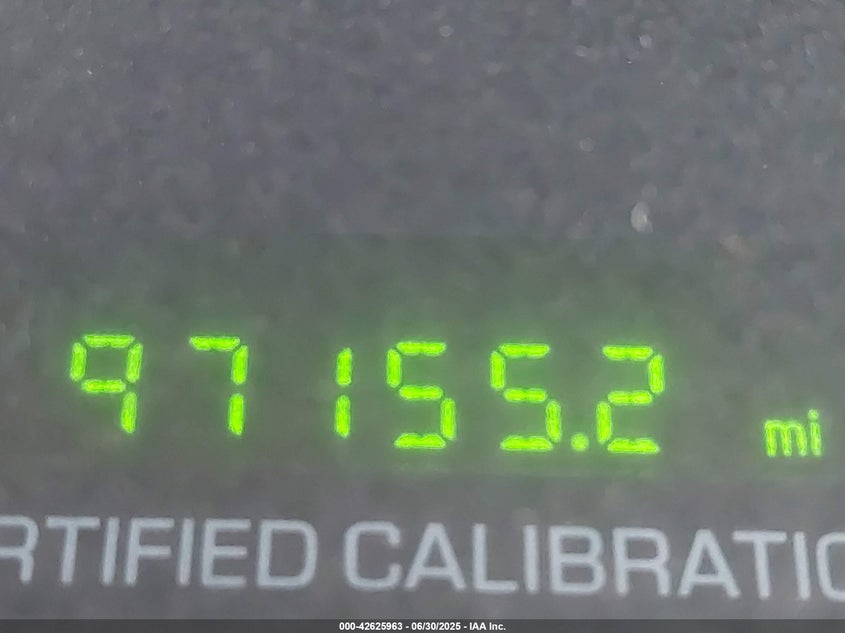 97155.2 mi
RTIFIED CALIBRATIO
000-42625963 - 06/30/2025 - IAA Inc.